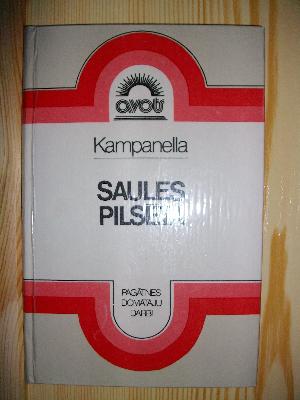 avots
Kampanella
SAULES
PILSĒTA
PAGĀTNES
DOMĀTĀJU
DARBI